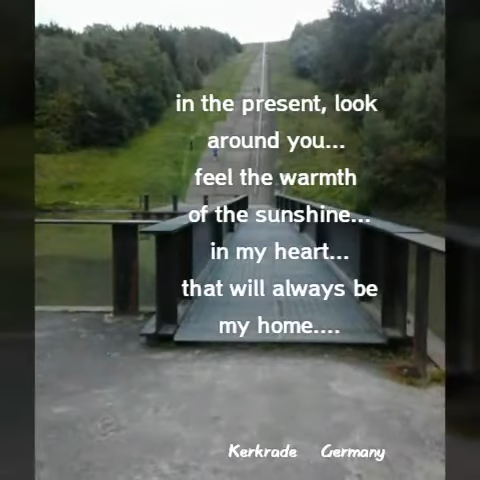 in the present, look
around you...
feel the warmth
of the sunshine...
in my heart...
that will always be
my home....
Kerkrade Germany